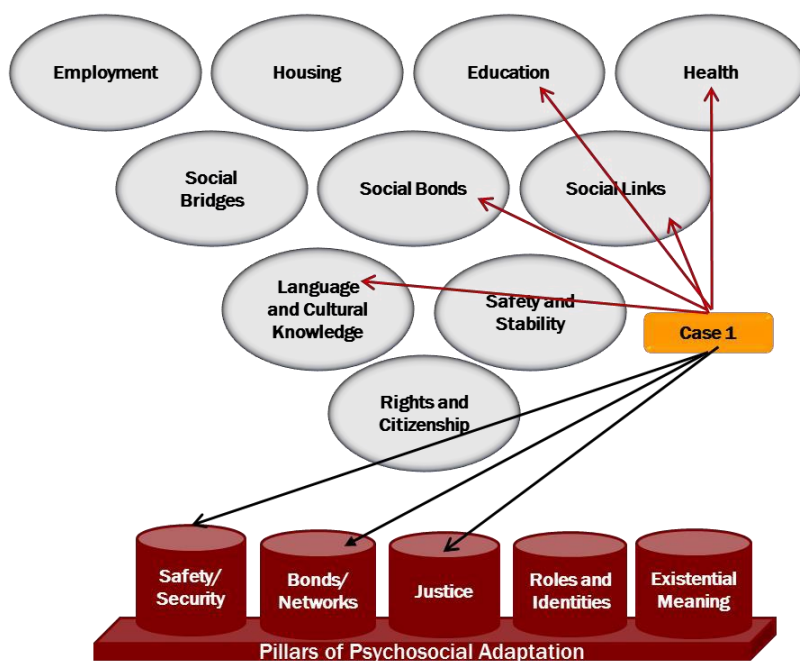 Employment
Housing
Education
Health
Social
Bridges
Social Bonds
Social Links
Language
and Cultural
Knowledge
Safety and
Stability
Case 1
Rights and
Citizenship
Safety/
Security
Bonds/
Networks
Justice
Roles and
Identities
Existential
Meaning
Pillars of Psychosocial Adaptation